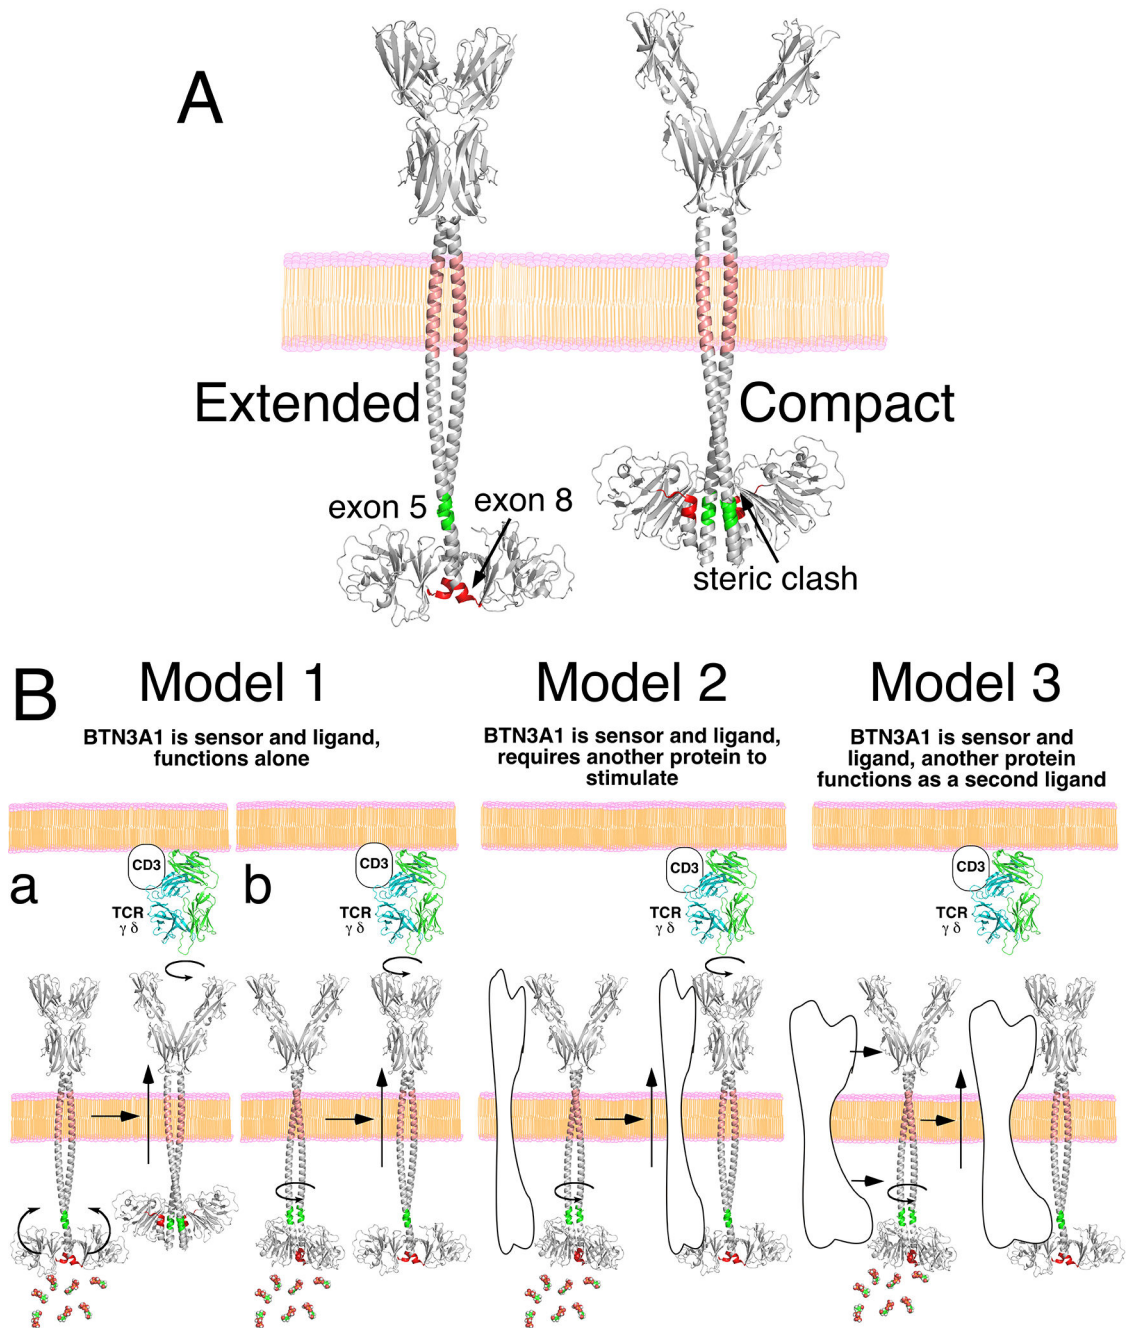 A
Extended
Compact
exon 5
exon 8
steric clash
B
Model 1
BTN3A1 is sensor and ligand,
functions alone
Model 2
BTN3A1 is sensor and ligand,
requires another protein to
stimulate
Model 3
BTN3A1 is sensor and
ligand, another protein
functions as a second ligand
a
CD3
TCR
γ δ
b
CD3
TCR
γ δ
CD3
TCR
γ δ
CD3
TCR
γ δ